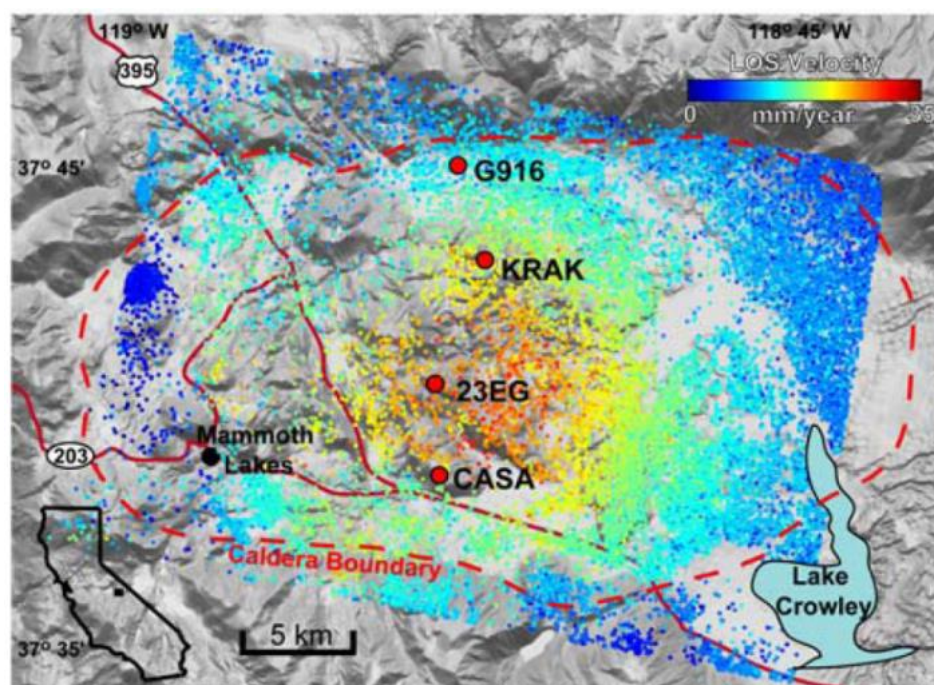 119° W
118° 45' W
395
LOS Velocity
0
35
mm/year
37° 45'
G916
KRAK
23EG
Mammoth
Lakes
CASA
203
Caldera Boundary
Lake
Crowley
5 km
37° 35'